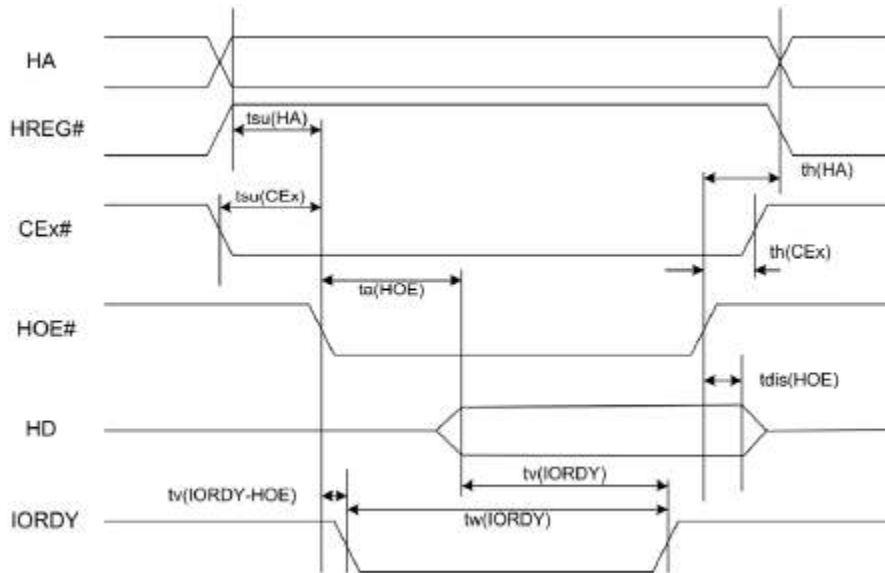 HA
HREG#
tsu(HA)
th(HA)
tsu(CEx)
CEx#
th(CEx)
ta(HOE)
HOE#
tdis(HOE)
HD
tv(IORDY)
tv(IORDY-HOE)
tw(IORDY)
IORDY